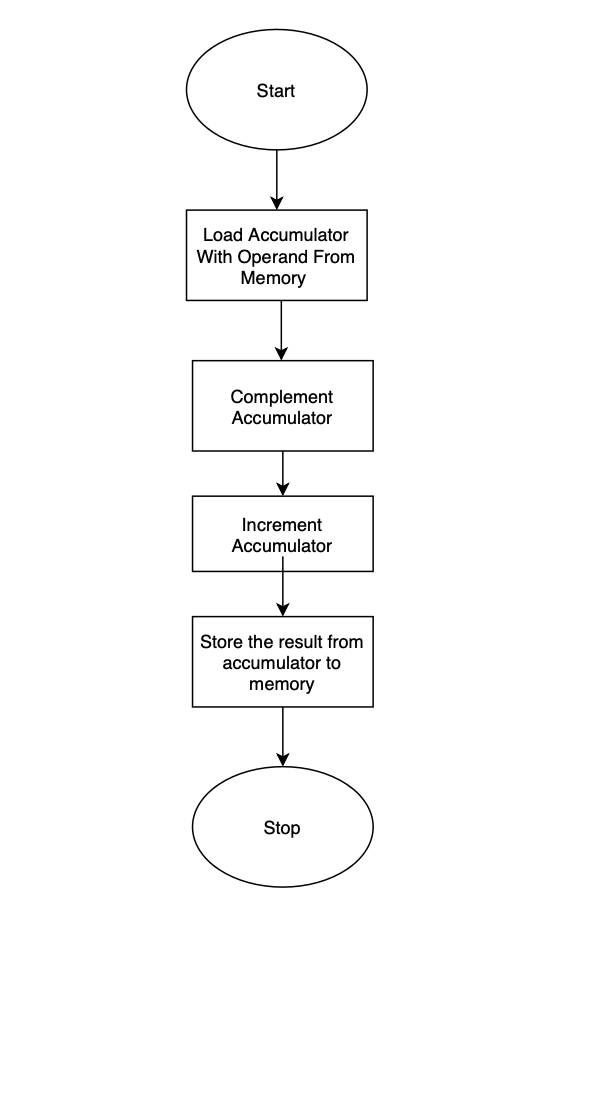 Start
Load Accumulator
With Operand From
Memory
Complement
Accumulator
Increment
Accumulator
Store the result from
accumulator to
memory
Stop